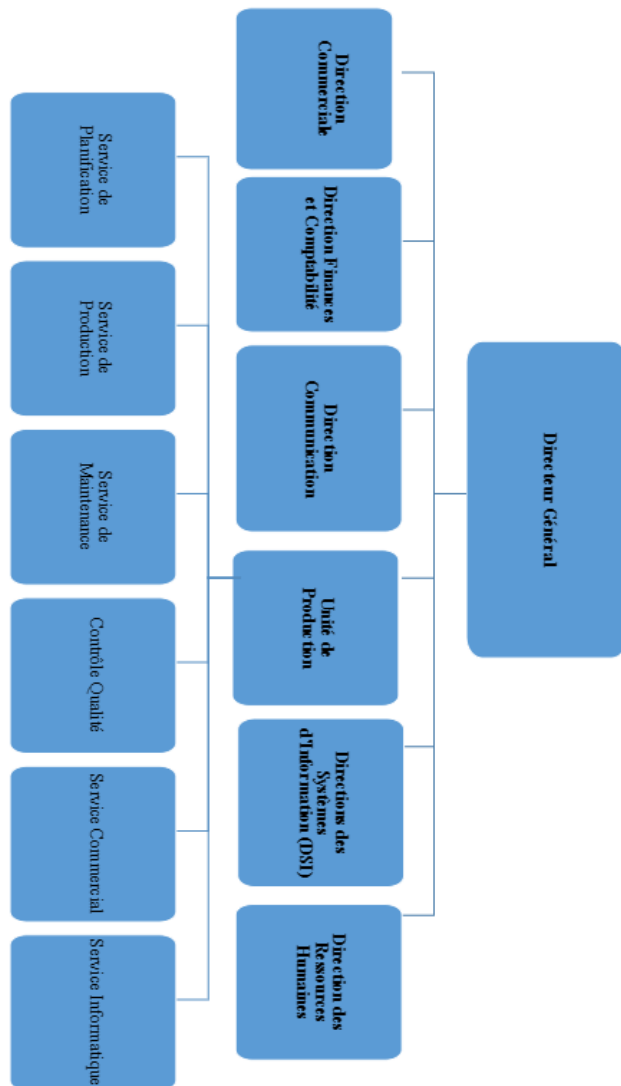 Directeur Général
Direction
Commerciale
Direction Finances
et Comptabilité
Direction
Communication
Unité de
Production
Directions des
Systèmes
d'Information (DSI)
Direction des
Ressources
Humaines
Service de
Planification
Service de
Production
Service de
Maintenance
Contrôle Qualité
Service Commercial
Service Informatique